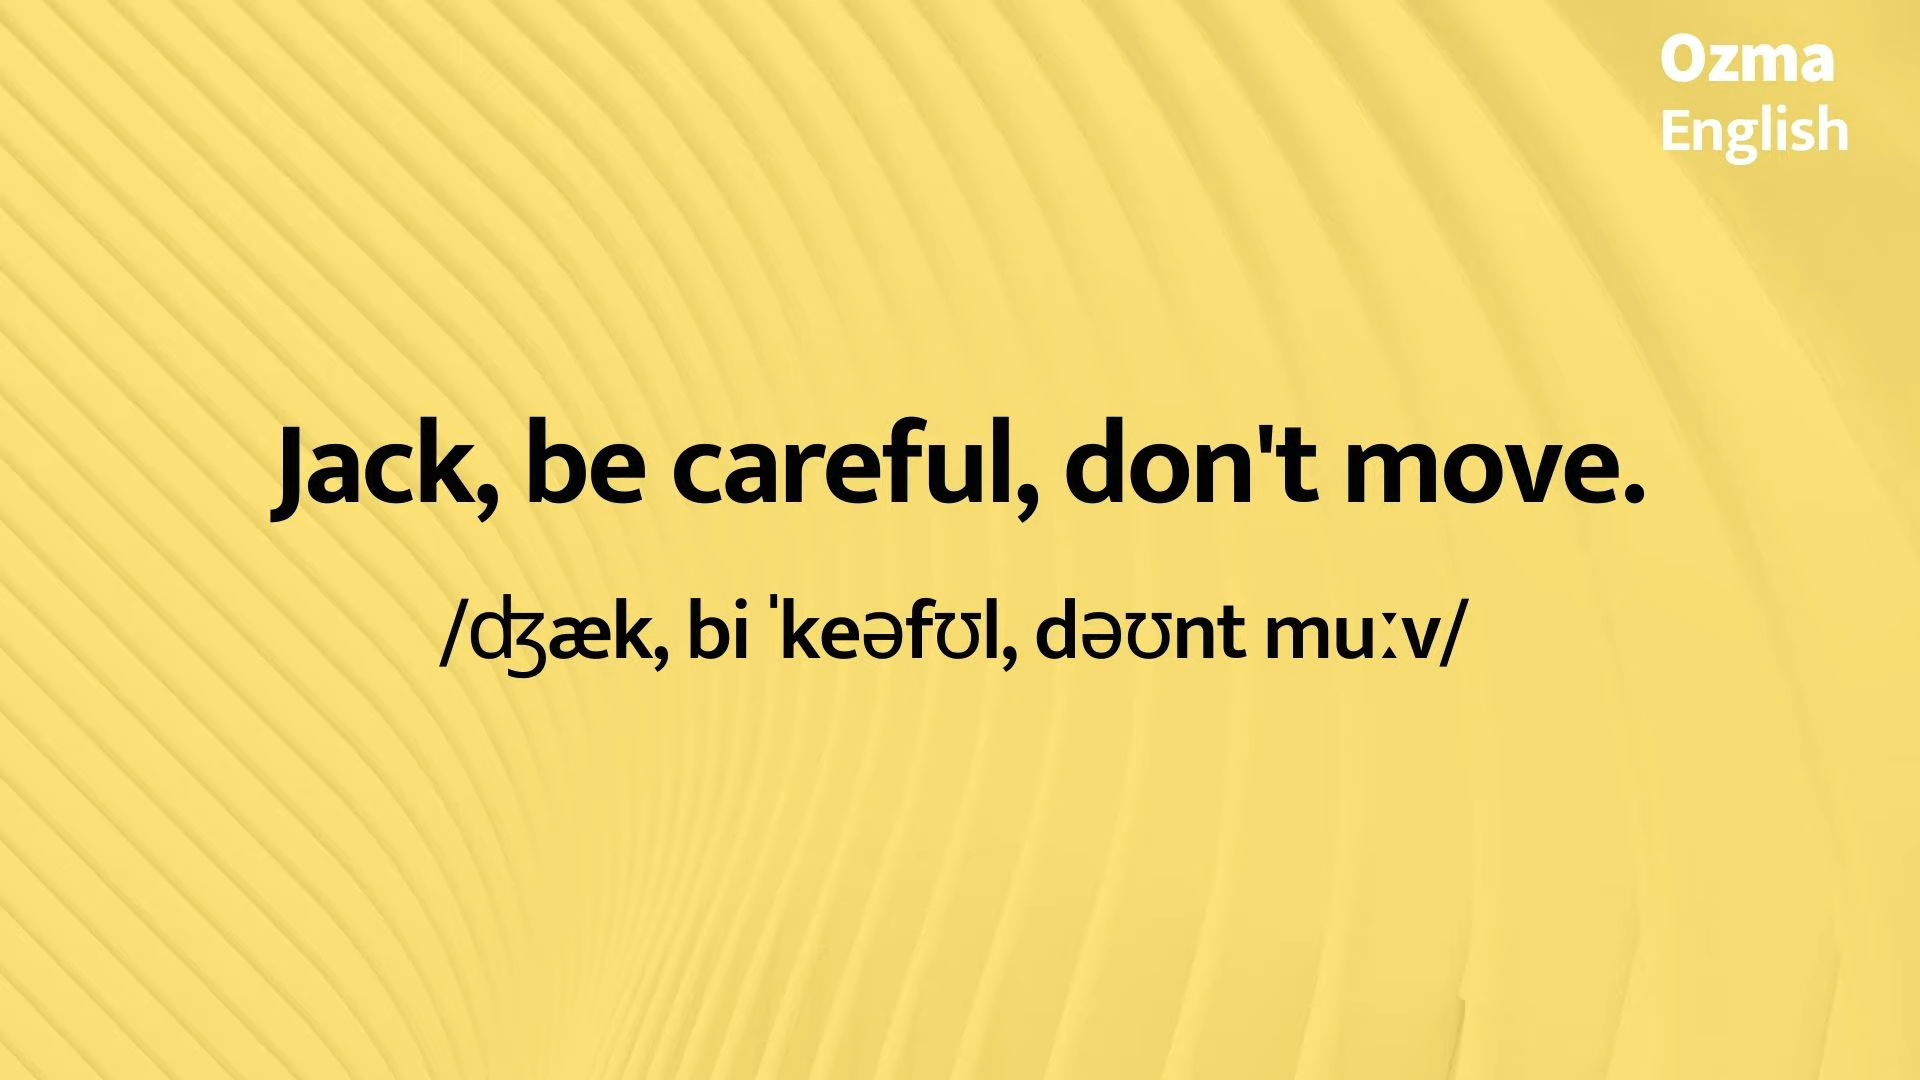 Ozma
English
Jack, be careful, don't move.
/ʤæk, bi ˈkeəfʊl, dəʊnt muːv/